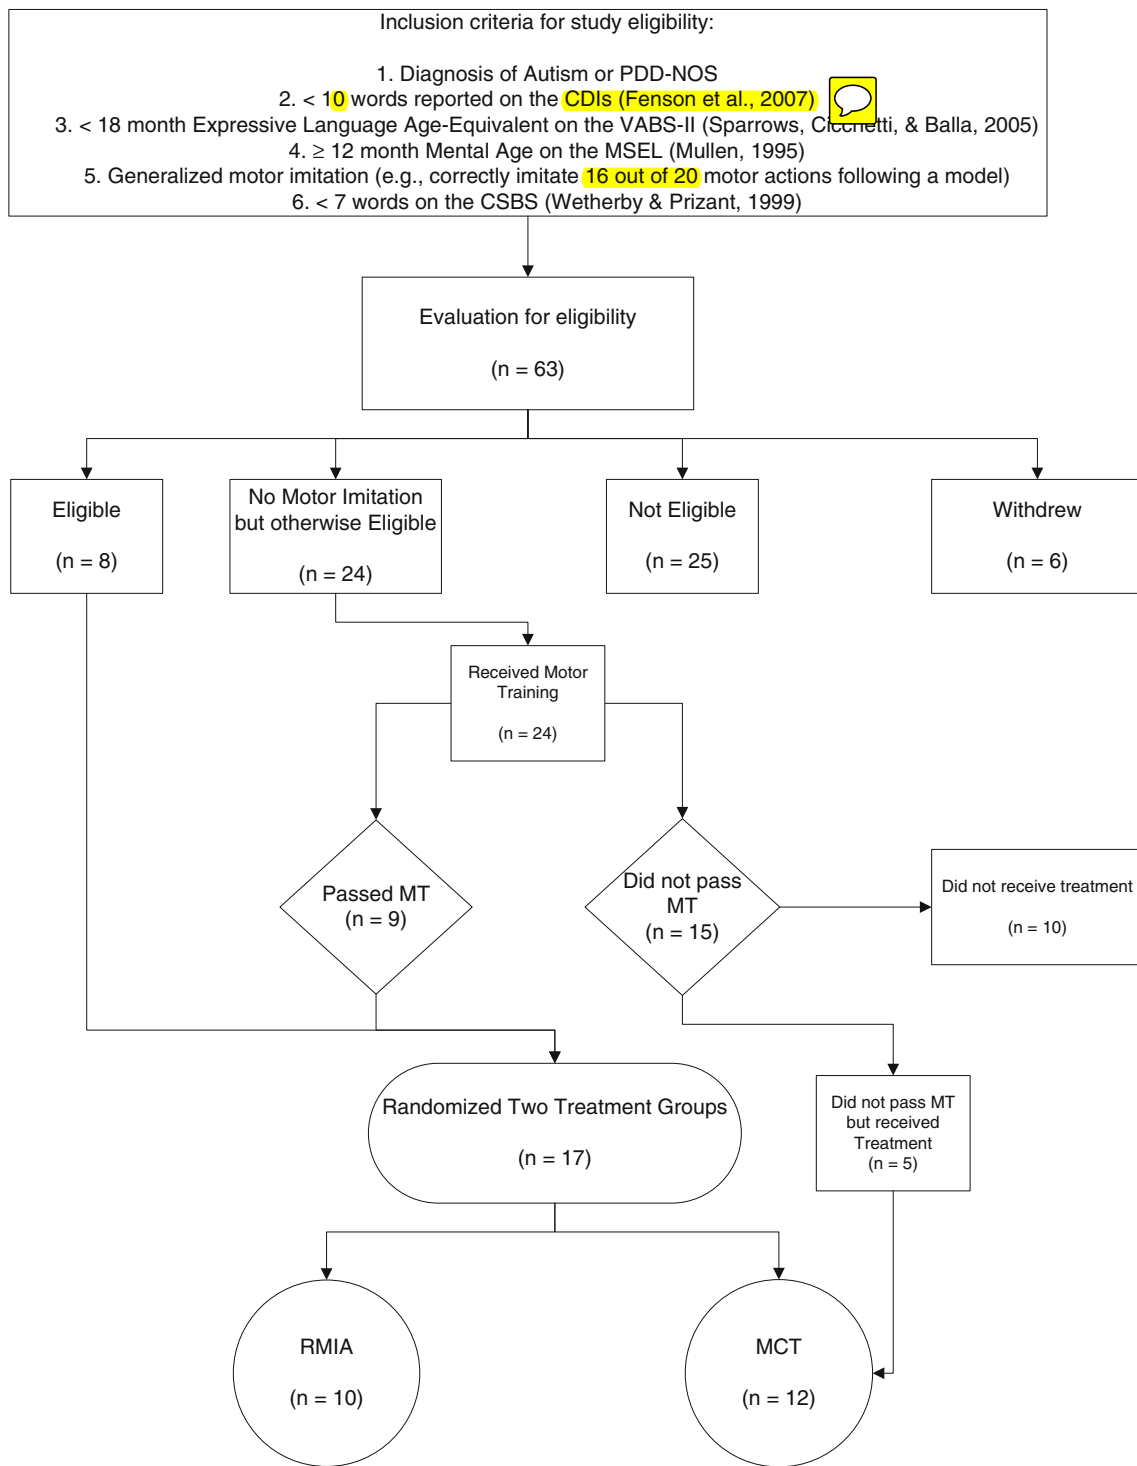 Inclusion criteria for study eligibility:
1. Diagnosis of Autism or PDD-NOS
2. < 10 words reported on the CDIs (Fenson et al., 2007)
3. < 18 month Expressive Language Age-Equivalent on the VABS-II (Sparrows, Cicchetti, & Balla, 2005)
4. ≥ 12 month Mental Age on the MSEL (Mullen, 1995)
5. Generalized motor imitation (e.g., correctly imitate 16 out of 20 motor actions following a model)
6. < 7 words on the CSBS (Wetherby & Prizant, 1999)
Evaluation for eligibility
(n = 63)
Eligible
(n = 8)
No Motor Imitation
but otherwise Eligible
(n = 24)
Not Eligible
(n = 25)
Withdrew
(n = 6)
Received Motor
Training
(n = 24)
Passed MT
(n = 9)
Did not pass
MT
(n = 15)
Did not receive treatment
(n = 10)
Randomized Two Treatment Groups
(n = 17)
Did not pass MT
but received
Treatment
(n = 5)
RMIA
(n = 10)
MCT
(n = 12)